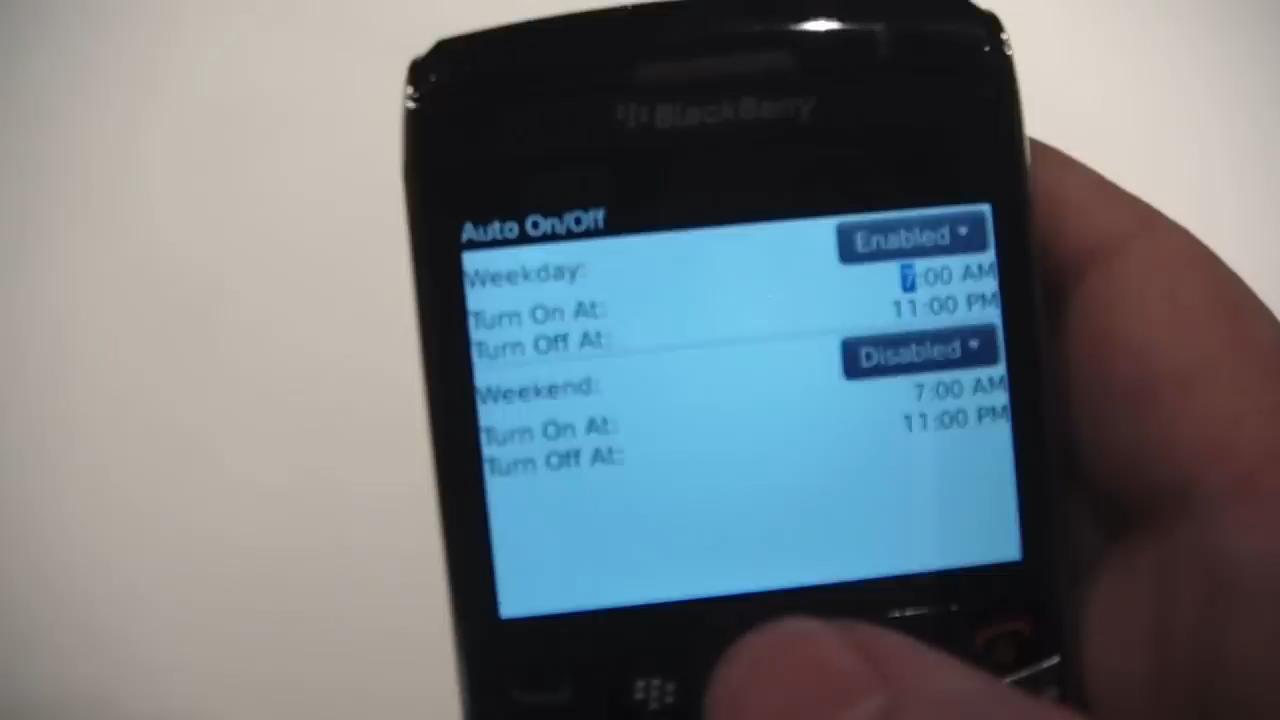 BlackBerry
Auto On/Off
Weekday: Enabled
Turn On At: 7:00 AM
Turn Off At: 11:00 PM
Weekend: Disabled
Turn On At: 7:00 AM
Turn Off At: 11:00 PM